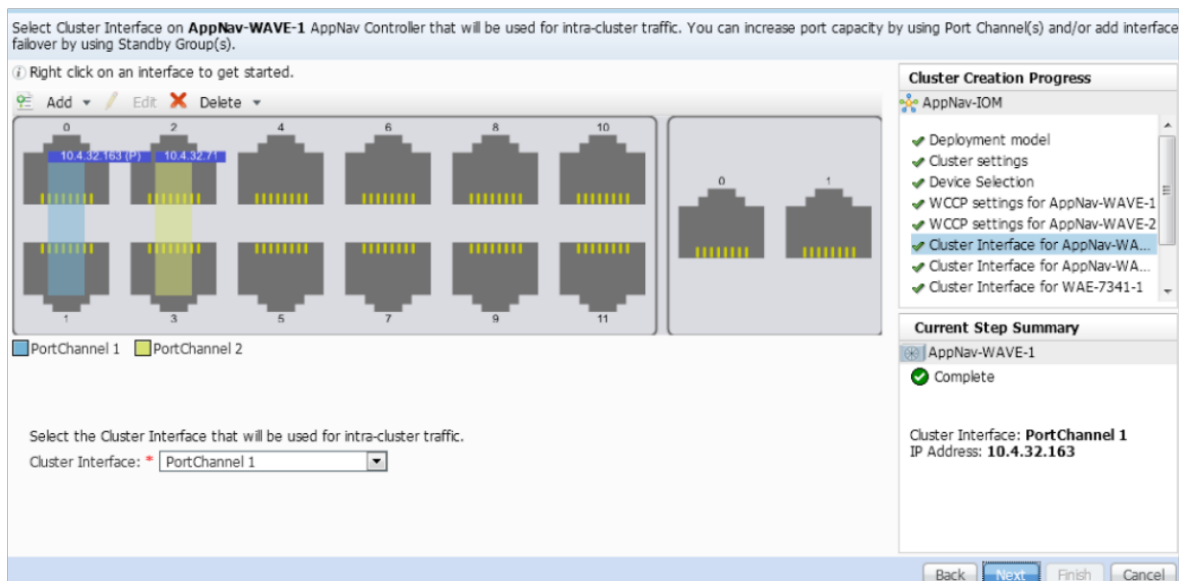 Select Cluster Interface on AppNav-WAVE-1 AppNav Controller that will be used for intra-cluster traffic. You can increase port capacity by using Port Channel(s) and/or add interface
failover by using Standby Group(s).
Right click on an interface to get started.
Add Edit Delete
0 2 4 6 8 10
10.4.32.163 (P) 10.4.32.71
1 3 5 7 9 11
0 1
PortChannel 1 PortChannel 2
Select the Cluster Interface that will be used for intra-cluster traffic.
Cluster Interface: * PortChannel 1
Cluster Creation Progress
AppNav-IOM
Deployment model
Cluster settings
Device Selection
WCCP settings for AppNav-WAVE-1
WCCP settings for AppNav-WAVE-2
Cluster Interface for AppNav-WA...
Cluster Interface for AppNav-WA...
Cluster Interface for WAE-7341-1
Current Step Summary
AppNav-WAVE-1
Complete
Cluster Interface: PortChannel 1
IP Address: 10.4.32.163
Back Next Finish Cancel